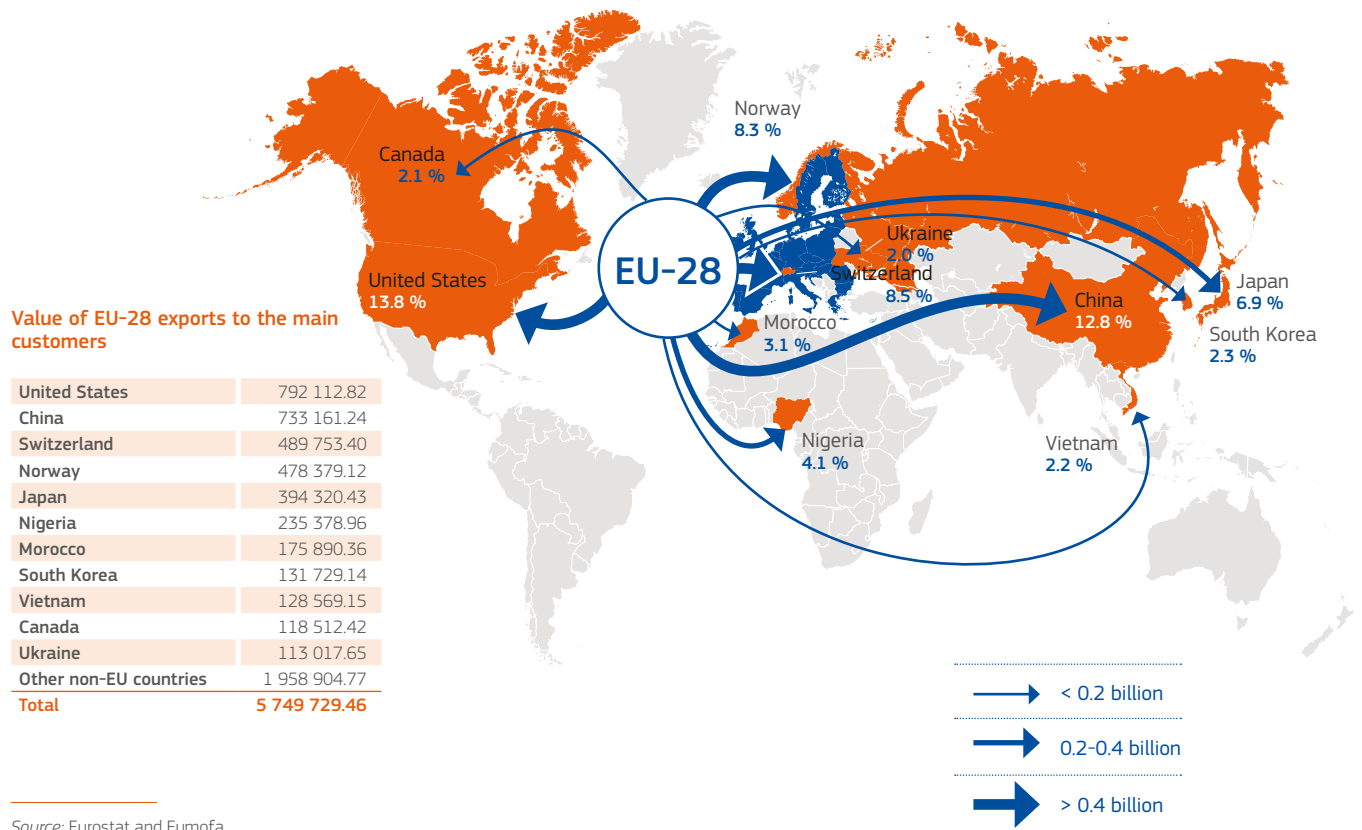 Norway
8.3 %
Canada
2.1 %
Ukraine
2.0 %
EU-28
Switzerland
8.5 %
United States
13.8 %
Japan
6.9 %
China
12.8 %
South Korea
2.3 %
Morocco
3.1 %
Nigeria
4.1 %
Vietnam
2.2 %
Value of EU-28 exports to the main
customers
United States 792 112.82
China 733 161.24
Switzerland 489 753.40
Norway 478 379.12
Japan 394 320.43
Nigeria 235 378.96
Morocco 175 890.36
South Korea 131 729.14
Vietnam 128 569.15
Canada 118 512.42
Ukraine 113 017.65
Other non-EU countries 1 958 904.77
Total 5 749 729.46
< 0.2 billion
0.2-0.4 billion
> 0.4 billion
Source: Eurostat and Eumofa